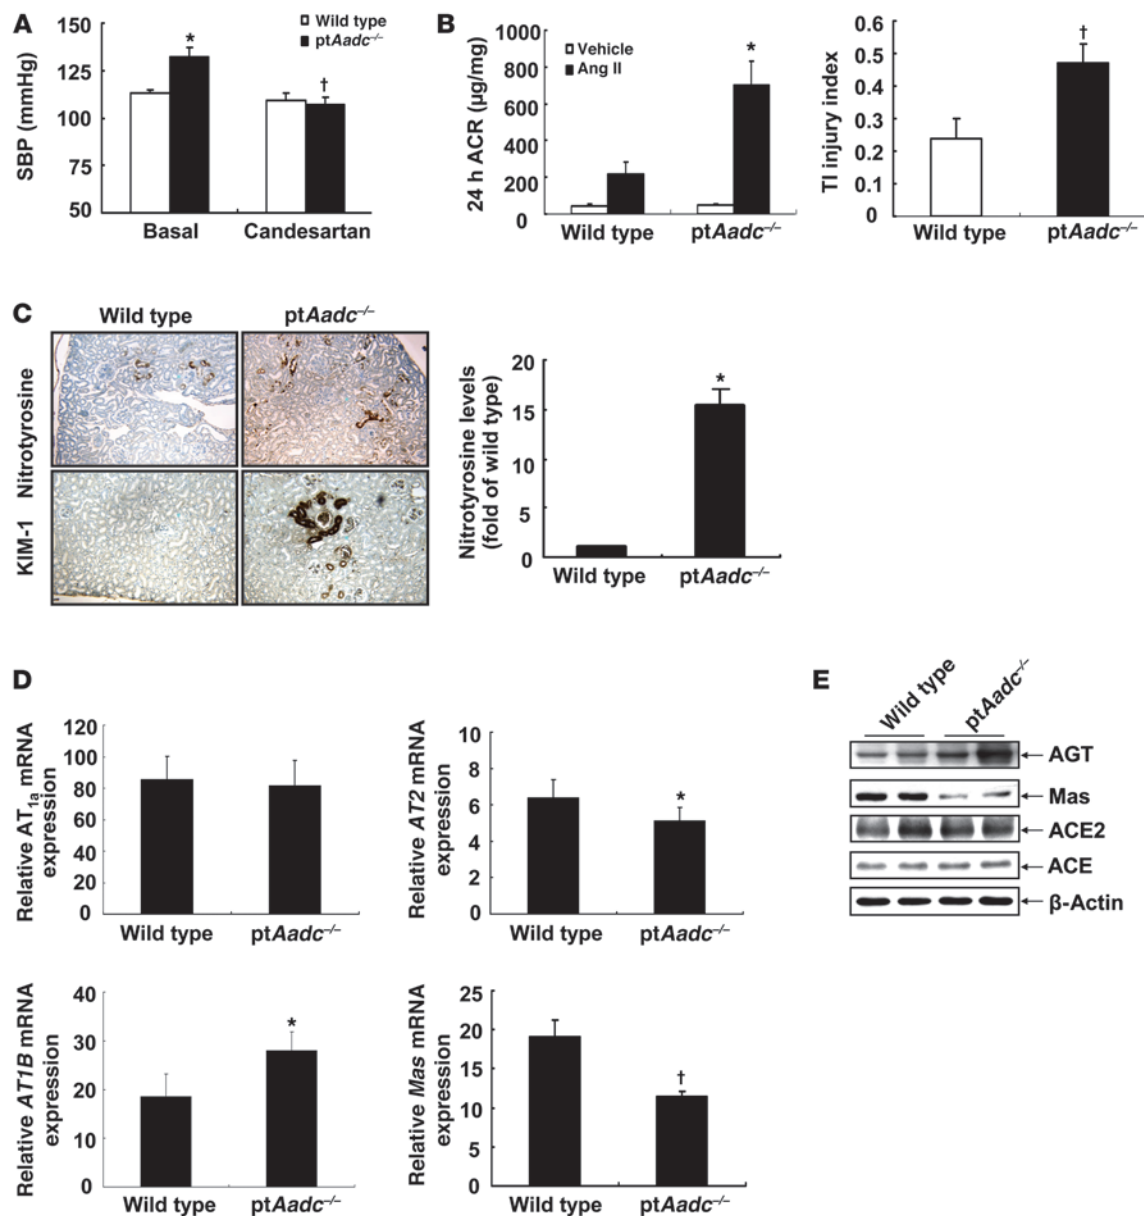 A
SBP (mmHg)
150
125
100
75
50
Wild type
ptAadc–/–
*
†
Basal
Candesartan
B
24 h ACR (µg/mg)
1000
800
600
400
200
0
Vehicle
Ang II
*
Wild type
ptAadc–/–
TI injury index
0.6
0.5
0.4
0.3
0.2
0.1
0
†
Wild type
ptAadc–/–
C
Wild type
ptAadc–/–
Nitrotyrosine
KIM-1
Nitrotyrosine levels
(fold of wild type)
20
15
10
5
0
*
Wild type
ptAadc–/–
D
Relative AT1a mRNA
expression
120
100
80
60
40
20
0
Wild type
ptAadc–/–
Relative AT2 mRNA
expression
10
8
6
4
2
0
*
Wild type
ptAadc–/–
Relative AT1B mRNA
expression
40
30
20
10
0
*
Wild type
ptAadc–/–
Relative Mas mRNA
expression
25
20
15
10
5
0
†
Wild type
ptAadc–/–
E
Wild type
ptAadc–/–
AGT
Mas
ACE2
ACE
β-Actin